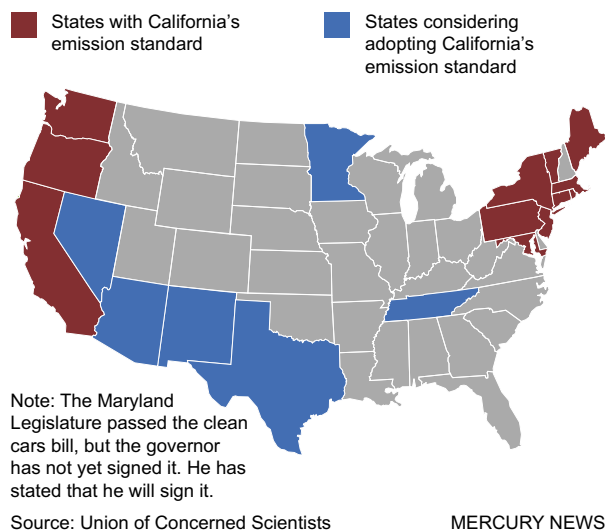 States with California’s
emission standard
States considering
adopting California’s
emission standard
Note: The Maryland
Legislature passed the clean
cars bill, but the governor
has not yet signed it. He has
stated that he will sign it.
Source: Union of Concerned Scientists
MERCURY NEWS